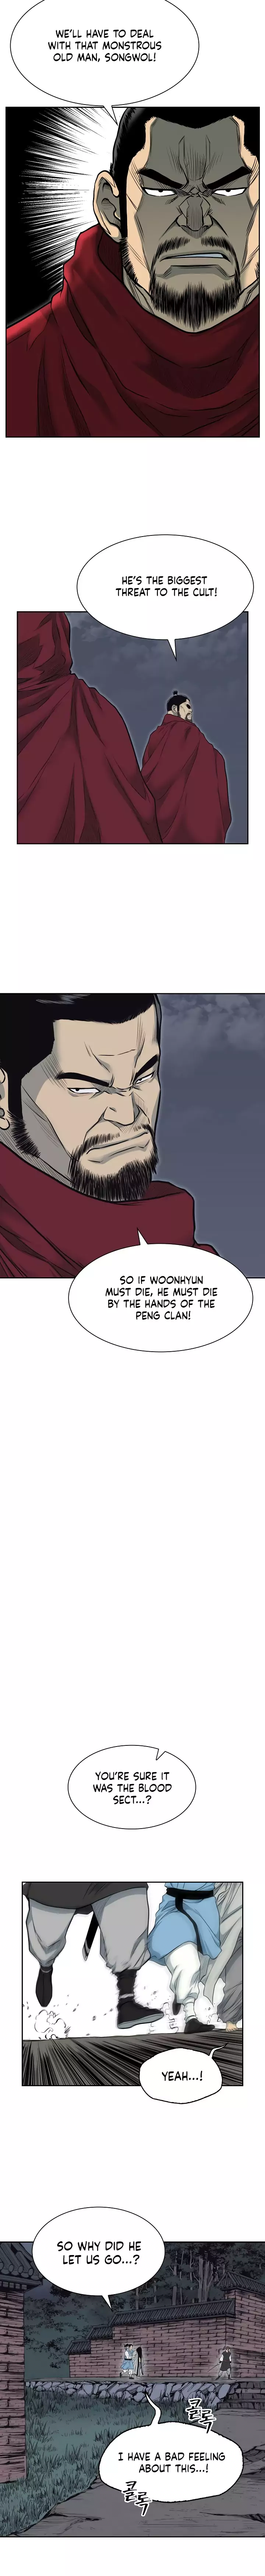 WE'LL HAVE TO DEAL
WITH THAT MONSTROUS
OLD MAN, SONGWOL!
HE'S THE BIGGEST
THREAT TO THE CULT!
SO IF WOONHYUN
MUST DIE, HE MUST DIE
BY THE HANDS OF THE
PENG CLAN!
YOU'RE SURE IT
WAS THE BLOOD
SECT...?
YEAH...!
SO WHY DID HE
LET US GO...?
콜록
I HAVE A BAD FEELING
ABOUT THIS...!
콜록